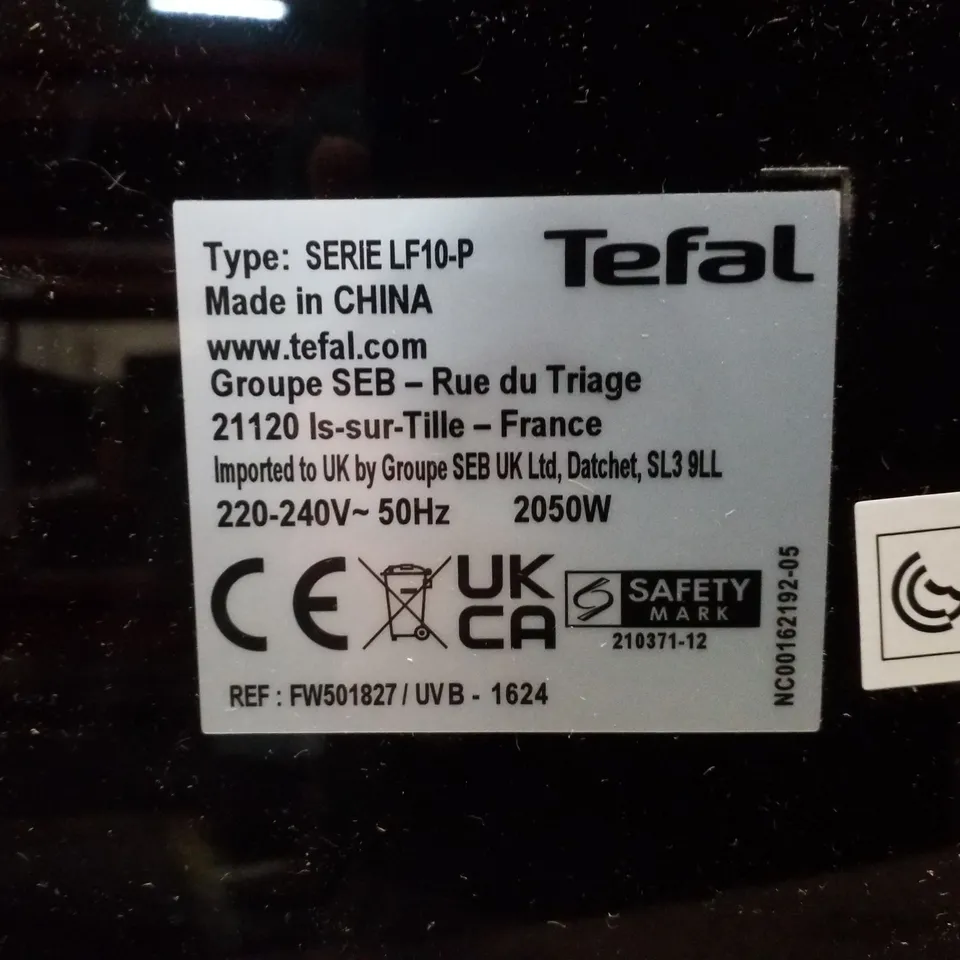 Type: SERIE LF10-P
Tefal
Made in CHINA
www.tefal.com
Groupe SEB – Rue du Triage
21120 Is-sur-Tille – France
Imported to UK by Groupe SEB UK Ltd, Datchet, SL3 9LL
220-240V~ 50Hz 2050W
CE
UK
CA
SAFETY
MARK
210371-12
REF : FW501827 / UV B - 1624
NC00162192-05